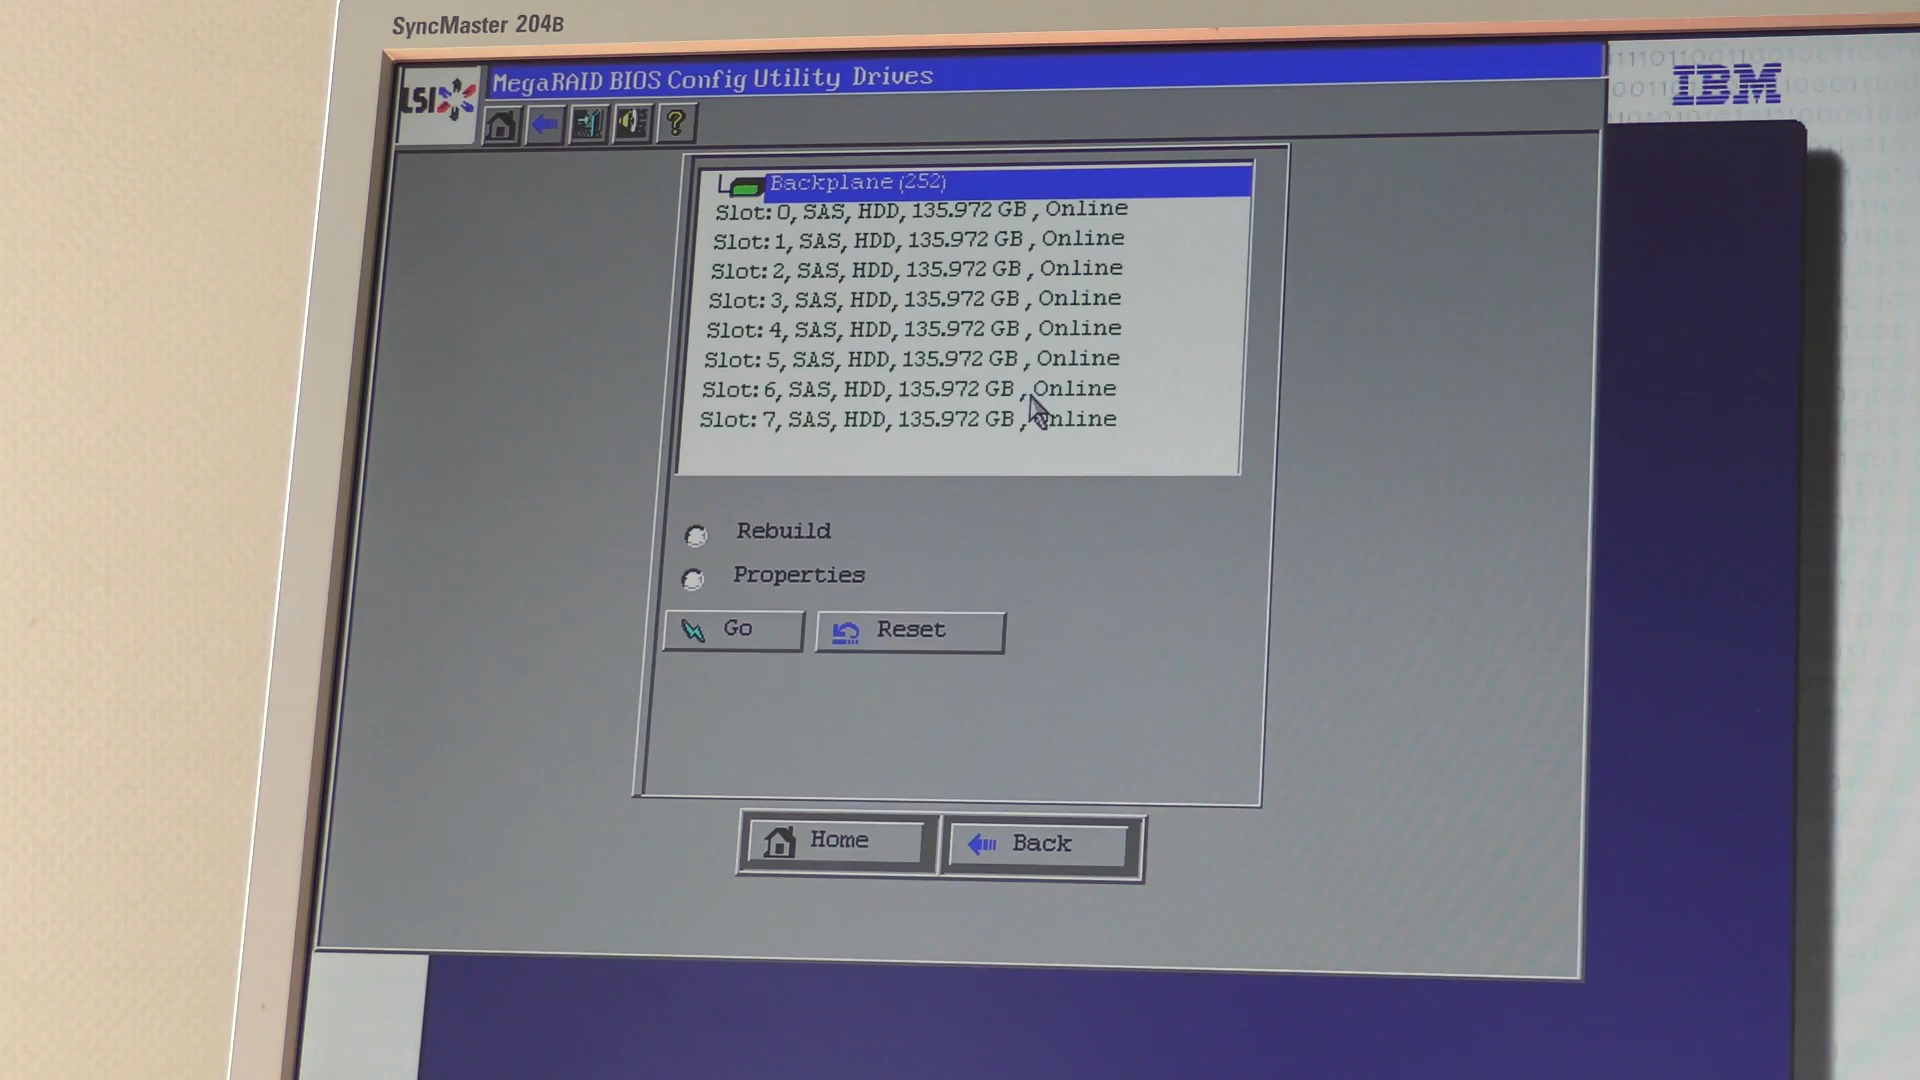 SyncMaster 204B
LSI
MegaRAID BIOS Config Utility Drives
IBM
?
Backplane (252)
Slot: 0, SAS, HDD, 135.972 GB , Online
Slot: 1, SAS, HDD, 135.972 GB , Online
Slot: 2, SAS, HDD, 135.972 GB , Online
Slot: 3, SAS, HDD, 135.972 GB , Online
Slot: 4, SAS, HDD, 135.972 GB , Online
Slot: 5, SAS, HDD, 135.972 GB , Online
Slot: 6, SAS, HDD, 135.972 GB , Online
Slot: 7, SAS, HDD, 135.972 GB , Online
Rebuild
Properties
Go
Reset
Home
Back